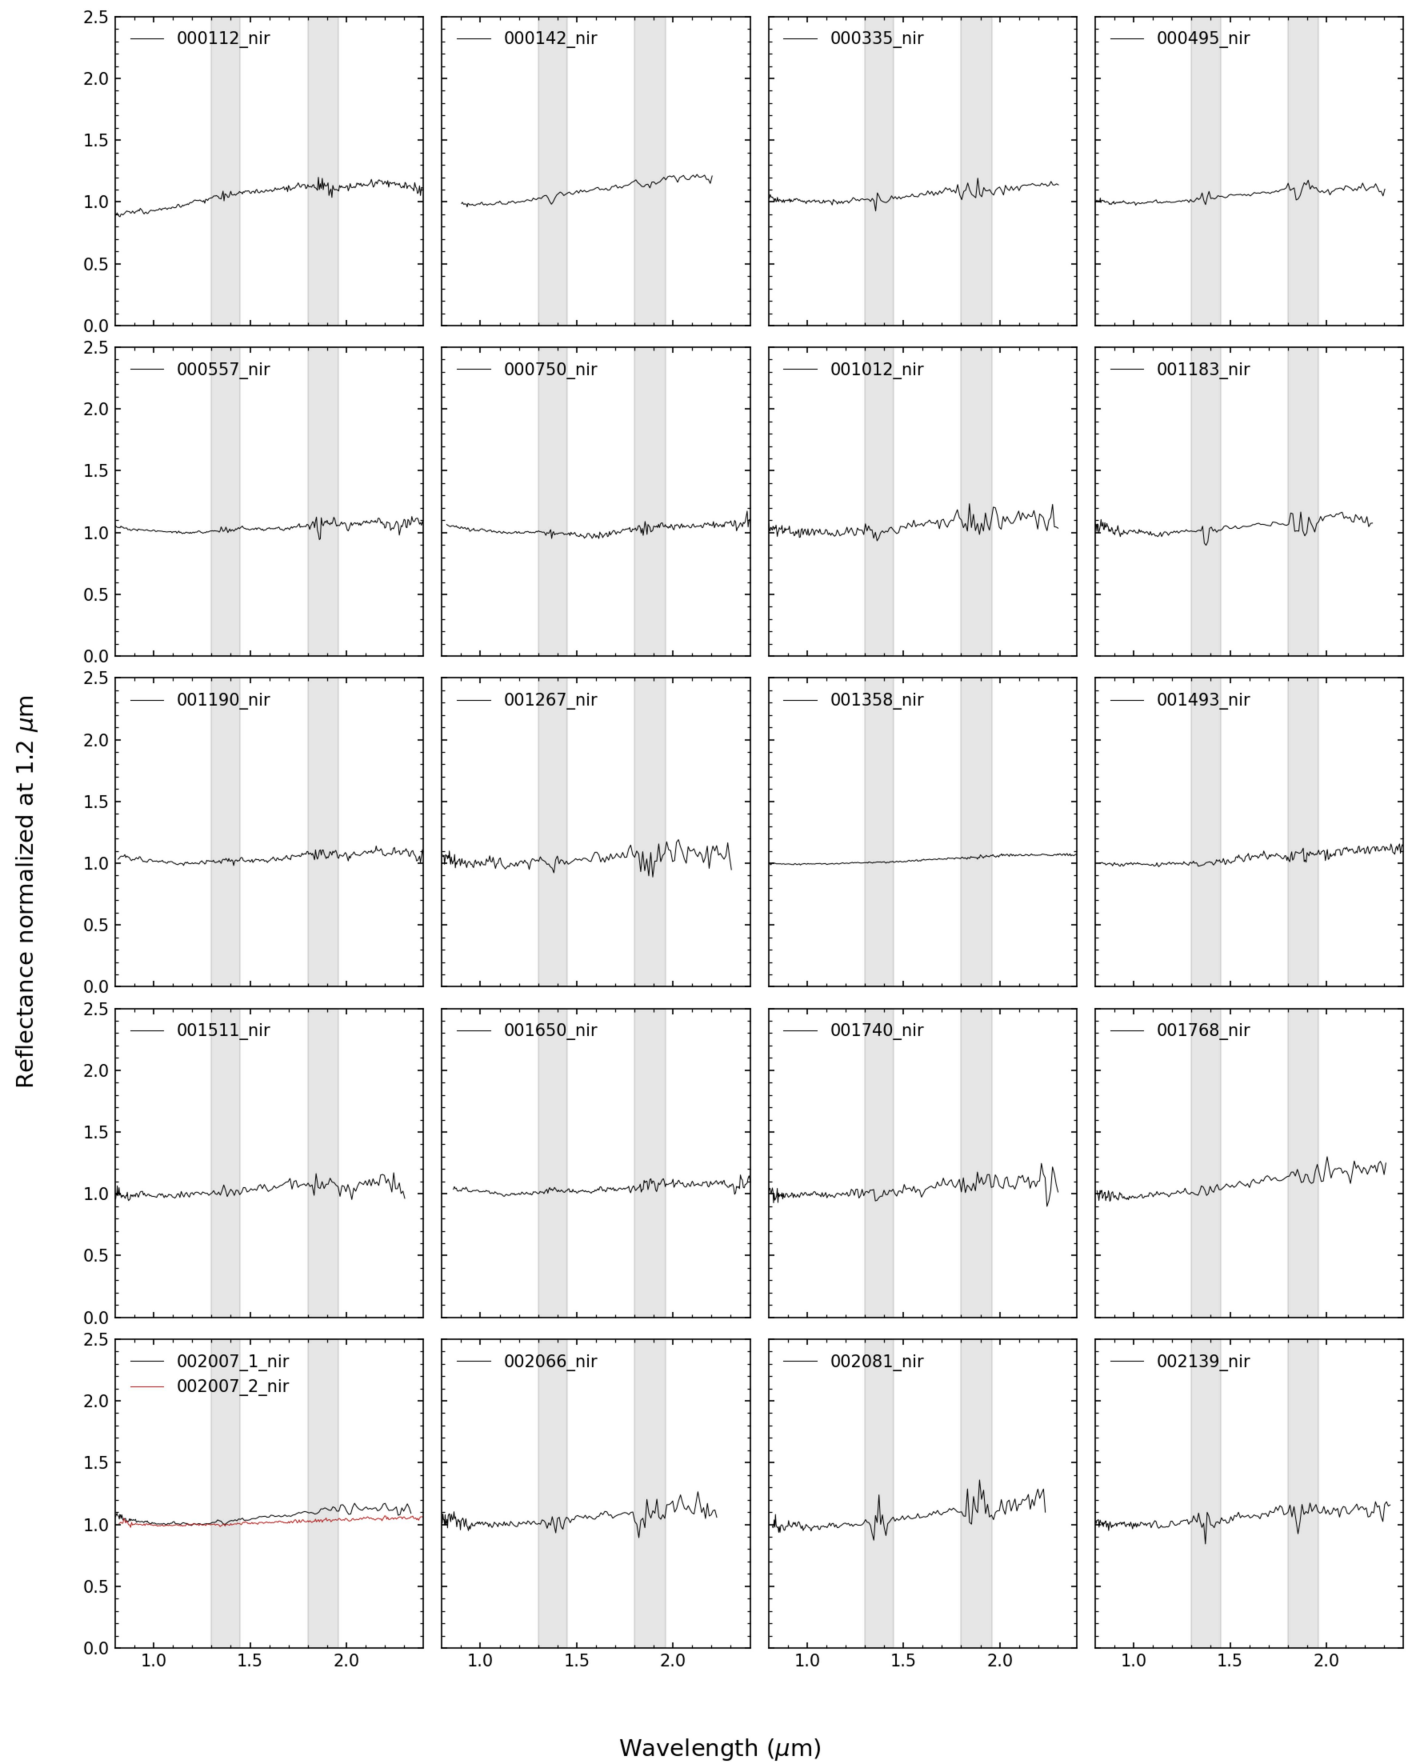 000112_nir
000142_nir
000335_nir
000495_nir
2.5
2.0
1.5
1.0
0.5
0.0
000557_nir
000750_nir
001012_nir
001183_nir
2.5
2.0
1.5
1.0
0.5
0.0
001190_nir
001267_nir
001358_nir
001493_nir
2.5
2.0
1.5
1.0
0.5
0.0
001511_nir
001650_nir
001740_nir
001768_nir
2.5
2.0
1.5
1.0
0.5
0.0
002007_1_nir
002007_2_nir
002066_nir
002081_nir
002139_nir
2.5
2.0
1.5
1.0
0.5
0.0
1.0 1.5 2.0
1.0 1.5 2.0
1.0 1.5 2.0
1.0 1.5 2.0
Reflectance normalized at 1.2 μm
Wavelength (μm)